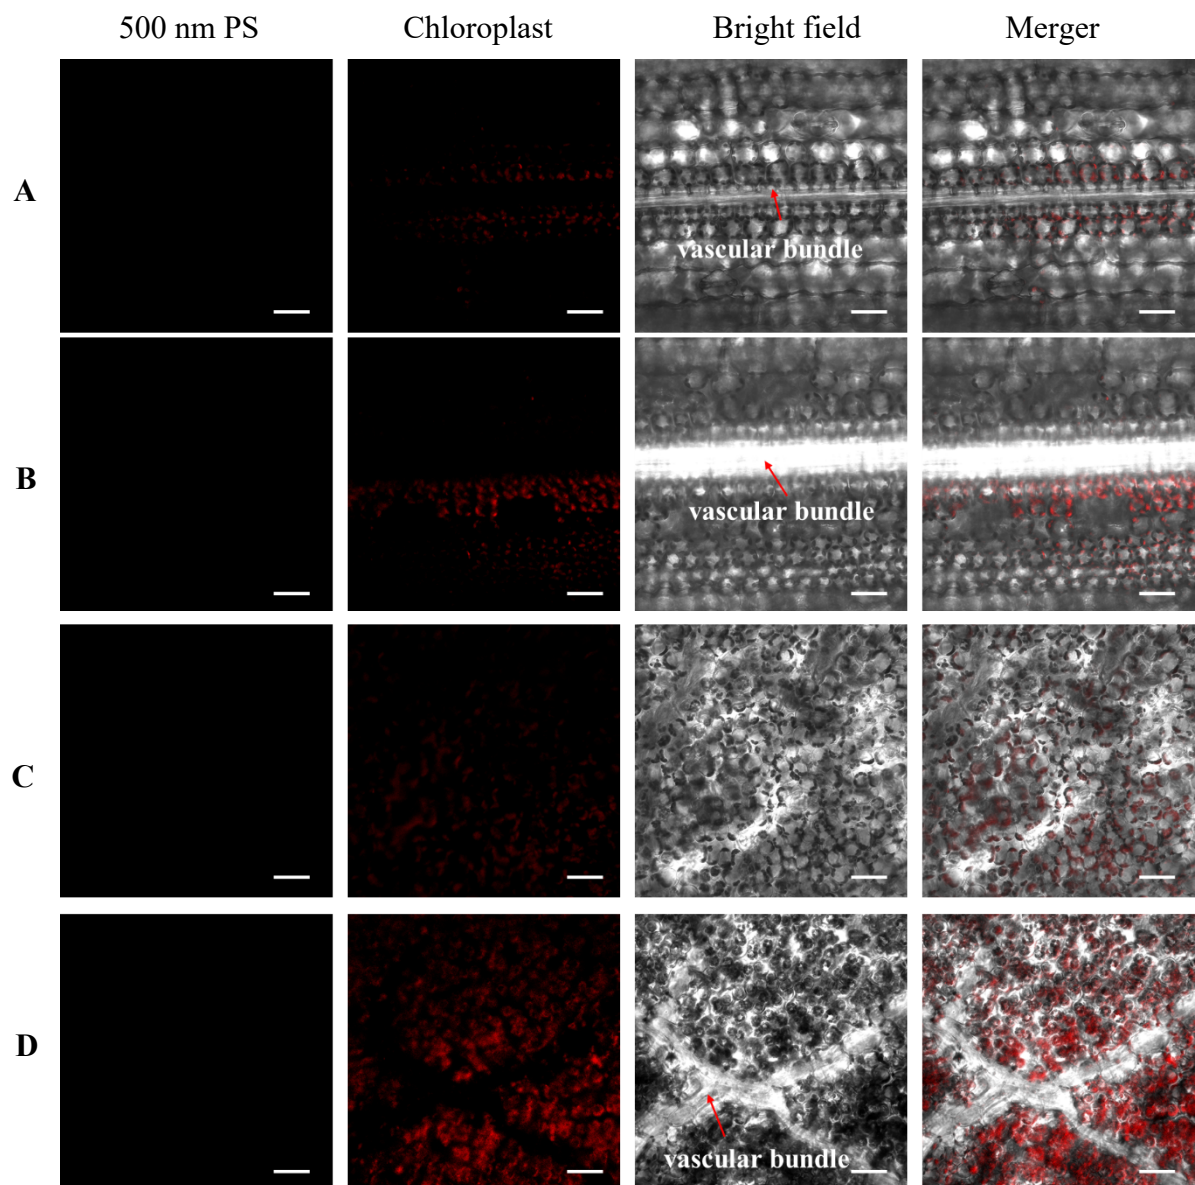 500 nm PS Chloroplast Bright field Merger
A
vascular bundle
B
vascular bundle
C
D
vascular bundle